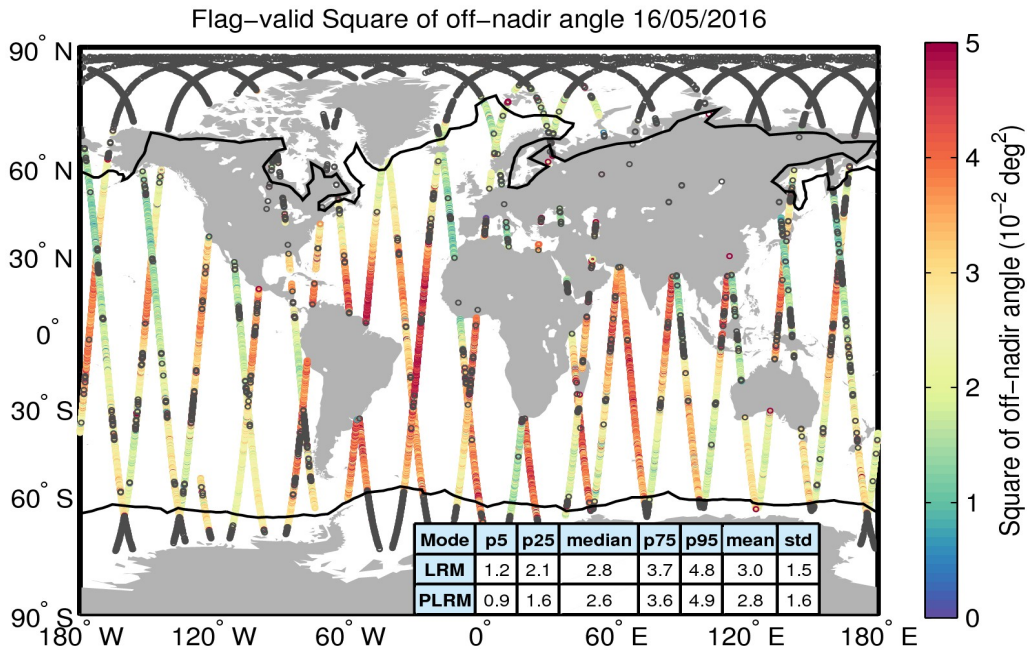 Flag-valid Square of off-nadir angle 16/05/2016
90° N
60° N
30° N
0°
30° S
60° S
90° S
180° W
120° W
60° W
0°
60° E
120° E
180° E
Mode p5 p25 median p75 p95 mean std
LRM 1.2 2.1 2.8 3.7 4.8 3.0 1.5
PLRM 0.9 1.6 2.6 3.6 4.9 2.8 1.6
5
4
3
2
1
0
Square of off-nadir angle (10⁻² deg²)